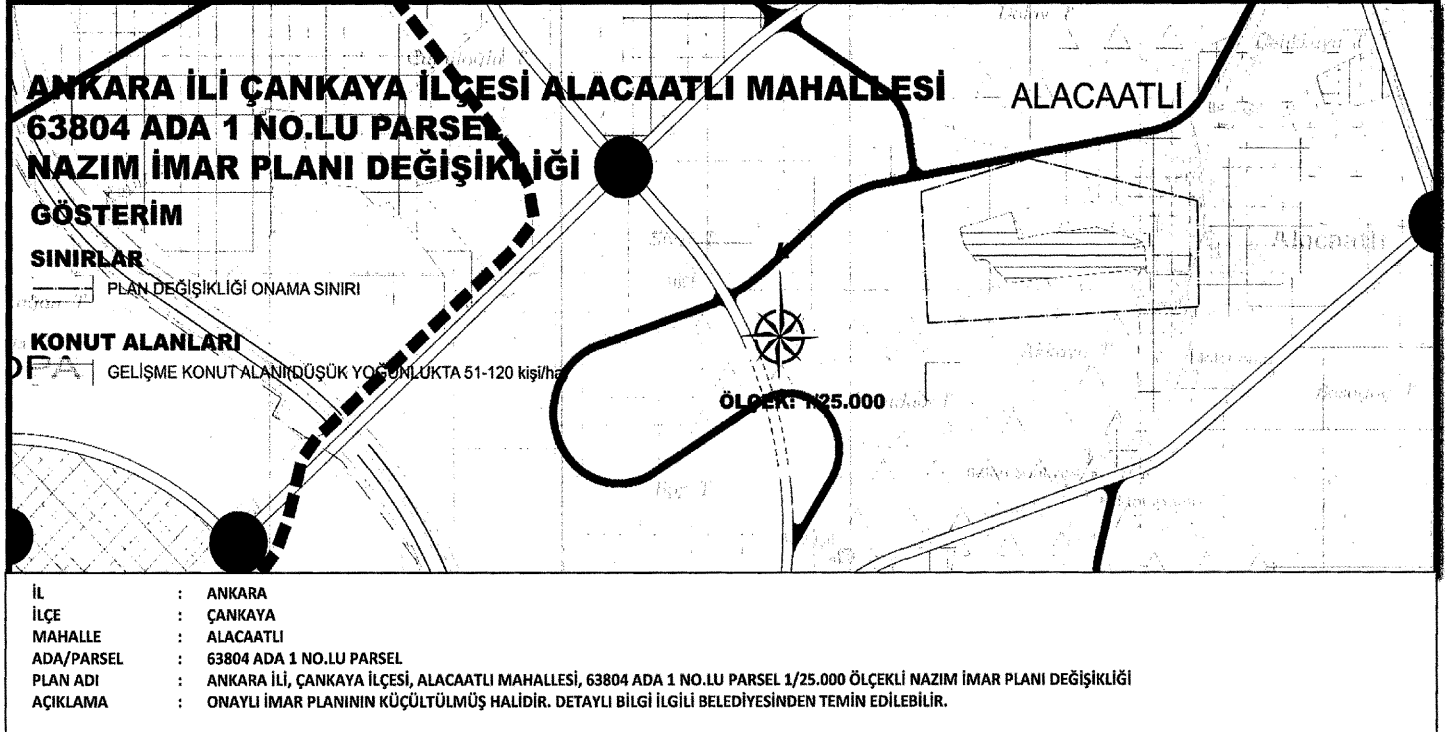 ANKARA İLİ ÇANKAYA İLÇESİ ALACAATLI MAHALLESİ
63804 ADA 1 NO.LU PARSEL
NAZIM İMAR PLANI DEĞİŞİKLİĞİ
ALACAATLI
GÖSTERİM
SINIRLAR
PLAN DEĞİŞİKLİĞİ ONAMA SINIRI
Alacaatlı
KONUT ALANLARI
GELİŞME KONUT ALANI(DÜŞÜK YOĞUNLUKTA 51-120 kişi/ha
ÖLÇEK: 1/25.000
İL : ANKARA
İLÇE : ÇANKAYA
MAHALLE : ALACAATLI
ADA/PARSEL : 63804 ADA 1 NO.LU PARSEL
PLAN ADI : ANKARA İLİ, ÇANKAYA İLÇESİ, ALACAATLI MAHALLESİ, 63804 ADA 1 NO.LU PARSEL 1/25.000 ÖLÇEKLİ NAZIM İMAR PLANI DEĞİŞİKLİĞİ
AÇIKLAMA : ONAYLI İMAR PLANININ KÜÇÜLTÜLMÜŞ HALİDİR. DETAYLI BİLGİ İLGİLİ BELEDİYESİNDEN TEMİN EDİLEBİLİR.